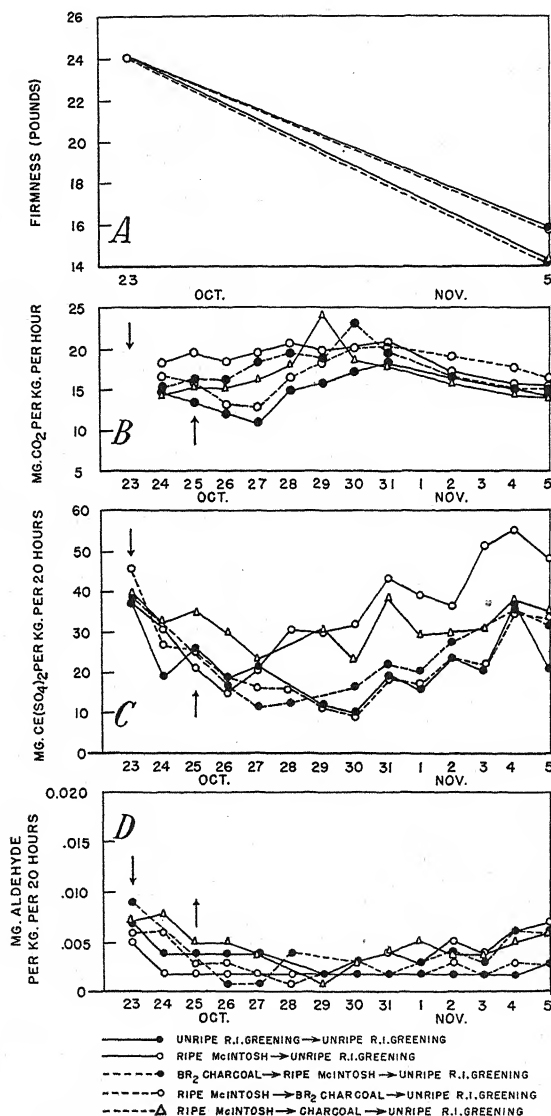 26
24
22
20
18
16
14
FIRMNESS (POUNDS)
A
23
OCT.
NOV.
5
25
20
15
10
5
MG. CO2 PER KG. PER HOUR
B
23 24 25 26 27 28 29 30 31 1 2 3 4 5
OCT.
NOV.
60
50
40
30
20
10
0
MG. CE(SO4)2 PER KG. PER 20 HOURS
C
23 24 25 26 27 28 29 30 31 1 2 3 4 5
OCT.
NOV.
0.020
.015
.010
.005
0.000
MG. ALDEHYDE
PER KG. PER 20 HOURS
D
23 24 25 26 27 28 29 30 31 1 2 3 4 5
OCT.
NOV.
UNRIPE R.I.GREENING→UNRIPE R.I.GREENING
RIPE McINTOSH→UNRIPE R.I.GREENING
BR2 CHARCOAL→RIPE McINTOSH→UNRIPE R.I.GREENING
RIPE McINTOSH→BR2 CHARCOAL→UNRIPE R.I.GREENING
RIPE McINTOSH→CHARCOAL→UNRIPE R.I.GREENING